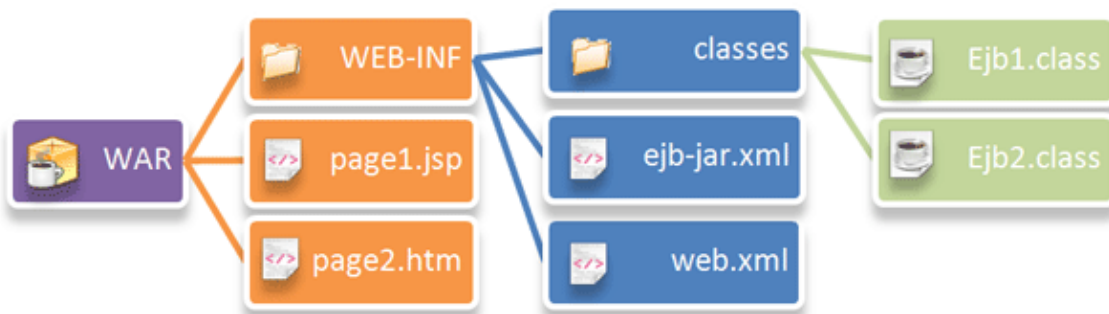 WAR
WEB-INF
page1.jsp
page2.htm
classes
ejb-jar.xml
web.xml
Ejb1.class
Ejb2.class